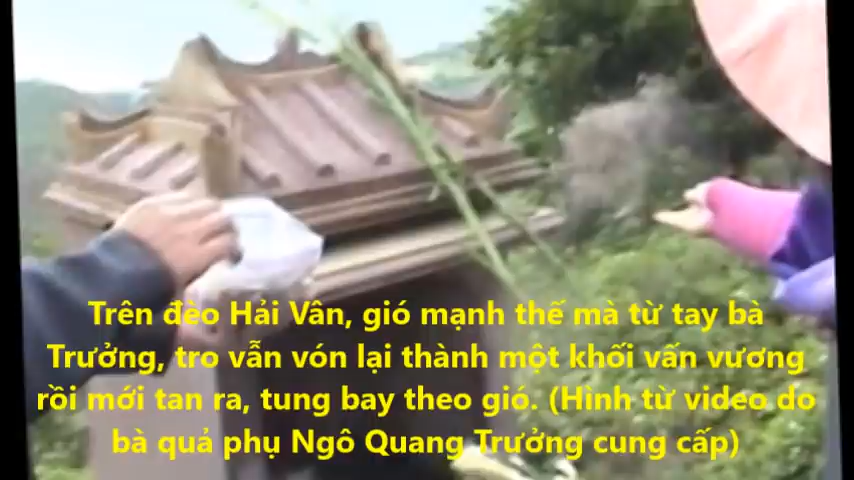 Trên đèo Hải Vân, gió mạnh thế mà từ tay bà
Trưởng, tro vẫn vón lại thành một khối vấn vương
rồi mới tan ra, tung bay theo gió. (Hình từ video do
bà quả phụ Ngô Quang Trưởng cung cấp)